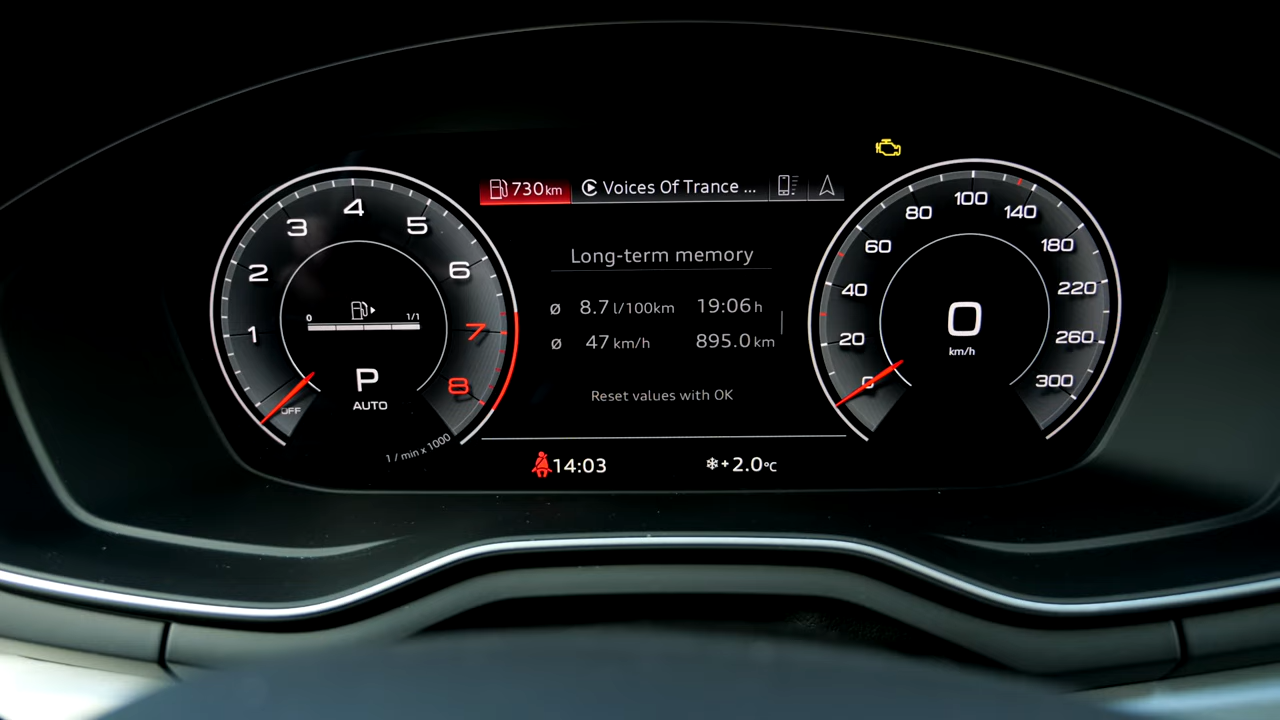 730km
Voices Of Trance ...
Long-term memory
ø 8.7 l/100km 19:06 h
ø 47 km/h 895.0 km
Reset values with OK
14:03
+2.0°C
OFF
1
2
3
4
5
6
7
8
0 1/1
P
AUTO
1 / min x 1000
0
20
40
60
80
100
140
180
220
260
300
0
km/h